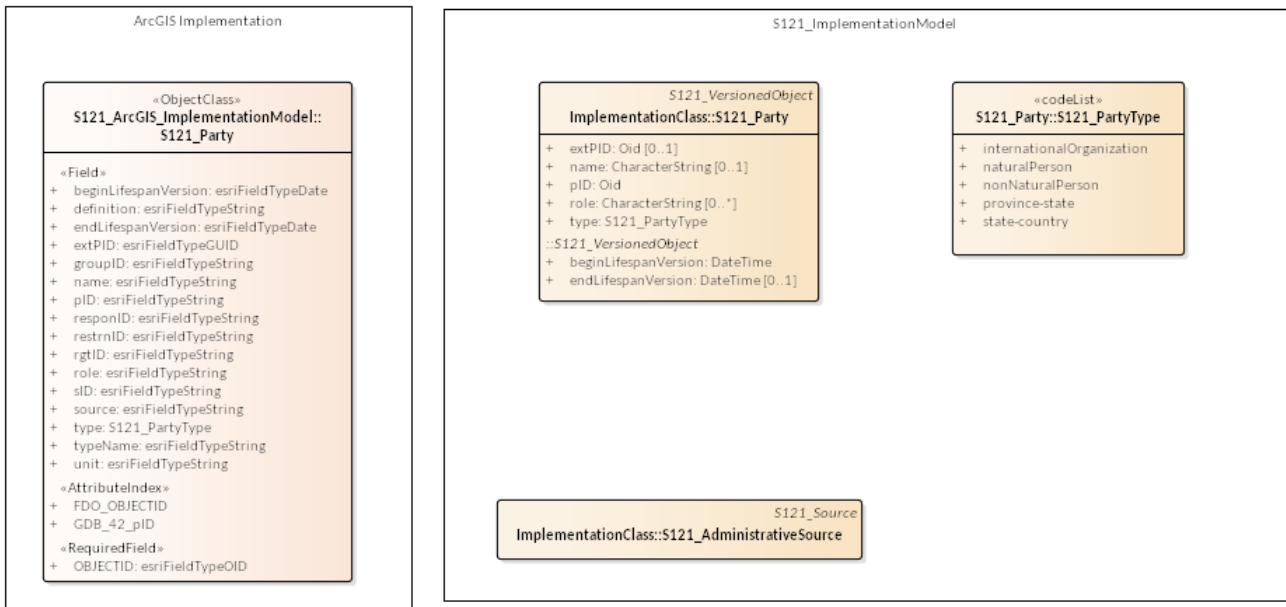 ArcGIS Implementation
«ObjectClass»
S121_ArcGIS_ImplementationModel::
S121_Party
«Field»
+ beginLifespanVersion: esriFieldTypeDate
+ definition: esriFieldTypeString
+ endLifespanVersion: esriFieldTypeDate
+ extPID: esriFieldTypeGUID
+ groupID: esriFieldTypeString
+ name: esriFieldTypeString
+ pID: esriFieldTypeString
+ responID: esriFieldTypeString
+ restrnID: esriFieldTypeString
+ rgtID: esriFieldTypeString
+ role: esriFieldTypeString
+ sID: esriFieldTypeString
+ source: esriFieldTypeString
+ type: S121_PartyType
+ typeName: esriFieldTypeString
+ unit: esriFieldTypeString
«AttributeIndex»
+ FDO_OBJECTID
+ GDB_42_pID
«RequiredField»
+ OBJECTID: esriFieldTypeOID
S121_ImplementationModel
S121_VersionedObject
ImplementationClass::S121_Party
+ extPID: Oid [0..1]
+ name: CharacterString [0..1]
+ pID: Oid
+ role: CharacterString [0..*]
+ type: S121_PartyType
::S121_VersionedObject
+ beginLifespanVersion: DateTime
+ endLifespanVersion: DateTime [0..1]
«codeList»
S121_Party::S121_PartyType
+ internationalOrganization
+ naturalPerson
+ nonNaturalPerson
+ province-state
+ state-country
S121_Source
ImplementationClass::S121_AdministrativeSource